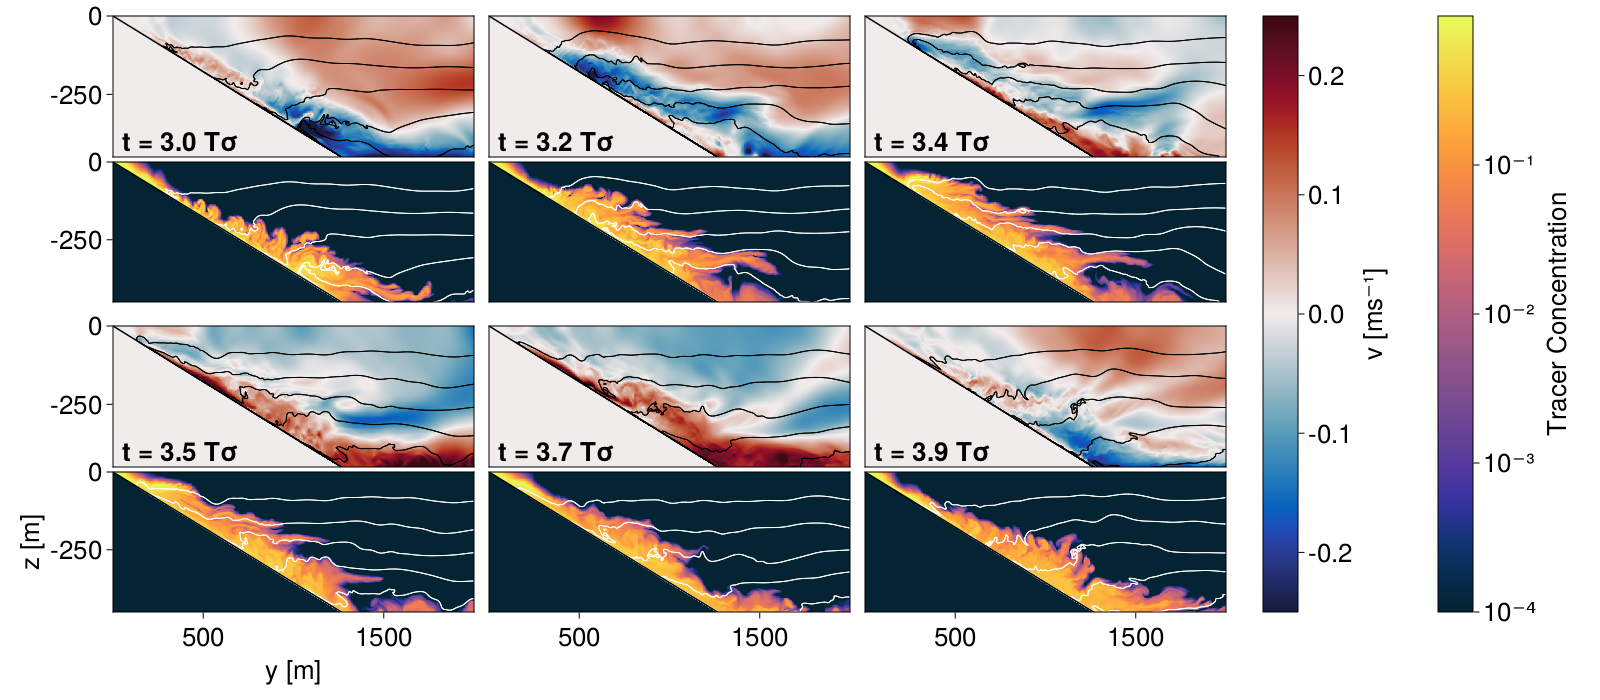 0
-250
t = 3.0 Tσ
t = 3.2 Tσ
t = 3.4 Tσ
0
-250
0
-250
t = 3.5 Tσ
t = 3.7 Tσ
t = 3.9 Tσ
0
-250
z [m]
500 1500
500 1500
500 1500
y [m]
0.2
0.1
0.0
-0.1
-0.2
v [ms⁻¹]
10⁻¹
10⁻²
10⁻³
10⁻⁴
Tracer Concentration